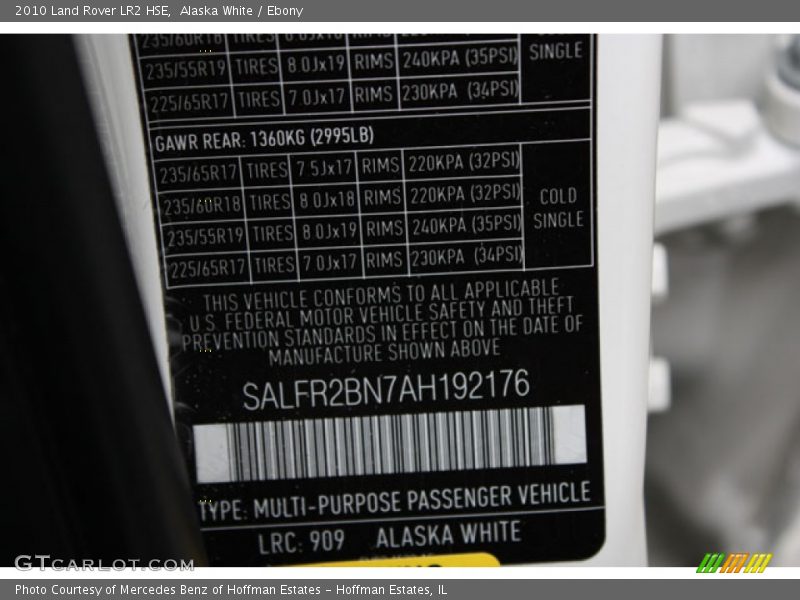 2010 Land Rover LR2 HSE, Alaska White / Ebony
235/60R18 TIRES RIMS
235/55R19 TIRES 8.0Jx19 RIMS 240KPA (35PSI) SINGLE
225/65R17 TIRES 7.0Jx17 RIMS 230KPA (34PSI)
GAWR REAR: 1360KG (2995LB)
235/65R17 TIRES 7.5Jx17 RIMS 220KPA (32PSI)
235/60R18 TIRES 8.0Jx18 RIMS 220KPA (32PSI) COLD
235/55R19 TIRES 8.0Jx19 RIMS 240KPA (35PSI) SINGLE
225/65R17 TIRES 7.0Jx17 RIMS 230KPA (34PSI)
THIS VEHICLE CONFORMS TO ALL APPLICABLE
U.S. FEDERAL MOTOR VEHICLE SAFETY AND THEFT
PREVENTION STANDARDS IN EFFECT ON THE DATE OF
MANUFACTURE SHOWN ABOVE
SALFR2BN7AH192176
TYPE: MULTI-PURPOSE PASSENGER VEHICLE
LRC: 909 ALASKA WHITE
GTCARLOT.COM
Photo Courtesy of Mercedes Benz of Hoffman Estates - Hoffman Estates, IL